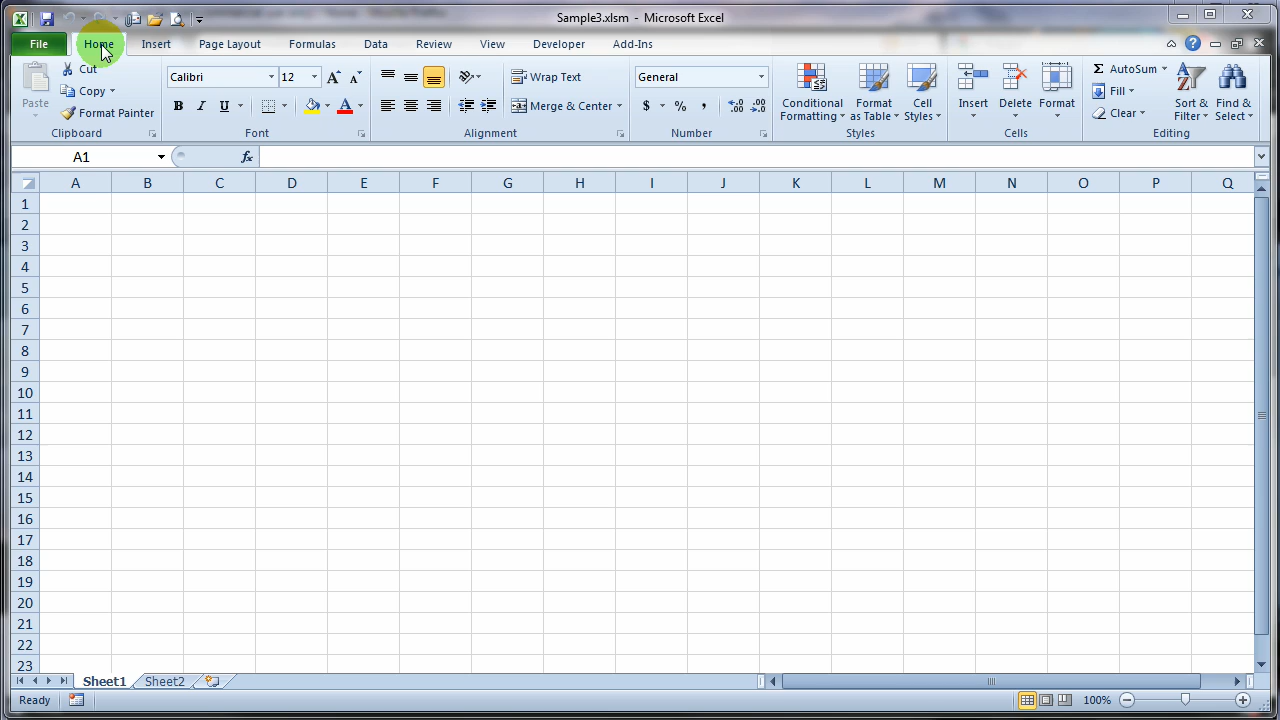 Sample3.xlsm - Microsoft Excel
File Home Insert Page Layout Formulas Data Review View Developer Add-Ins
Paste
Cut
Copy
Format Painter
Clipboard
Calibri 12
B I U A
Font
Wrap Text
Merge & Center
Alignment
General
$ % ,
Number
Conditional Formatting
Format as Table
Cell Styles
Styles
Insert Delete Format
Cells
Σ AutoSum
Fill
Clear
Sort & Filter
Find & Select
Editing
A1 fx
A B C D E F G H I J K L M N O P Q
1
2
3
4
5
6
7
8
9
10
11
12
13
14
15
16
17
18
19
20
21
22
23
Sheet1 Sheet2
Ready 100%